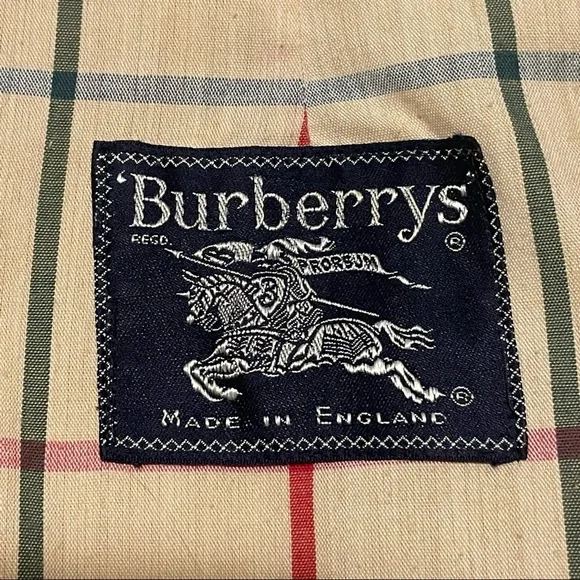 'Burberrys'
REGD. ®
PRORSUM
®
MADE IN ENGLAND